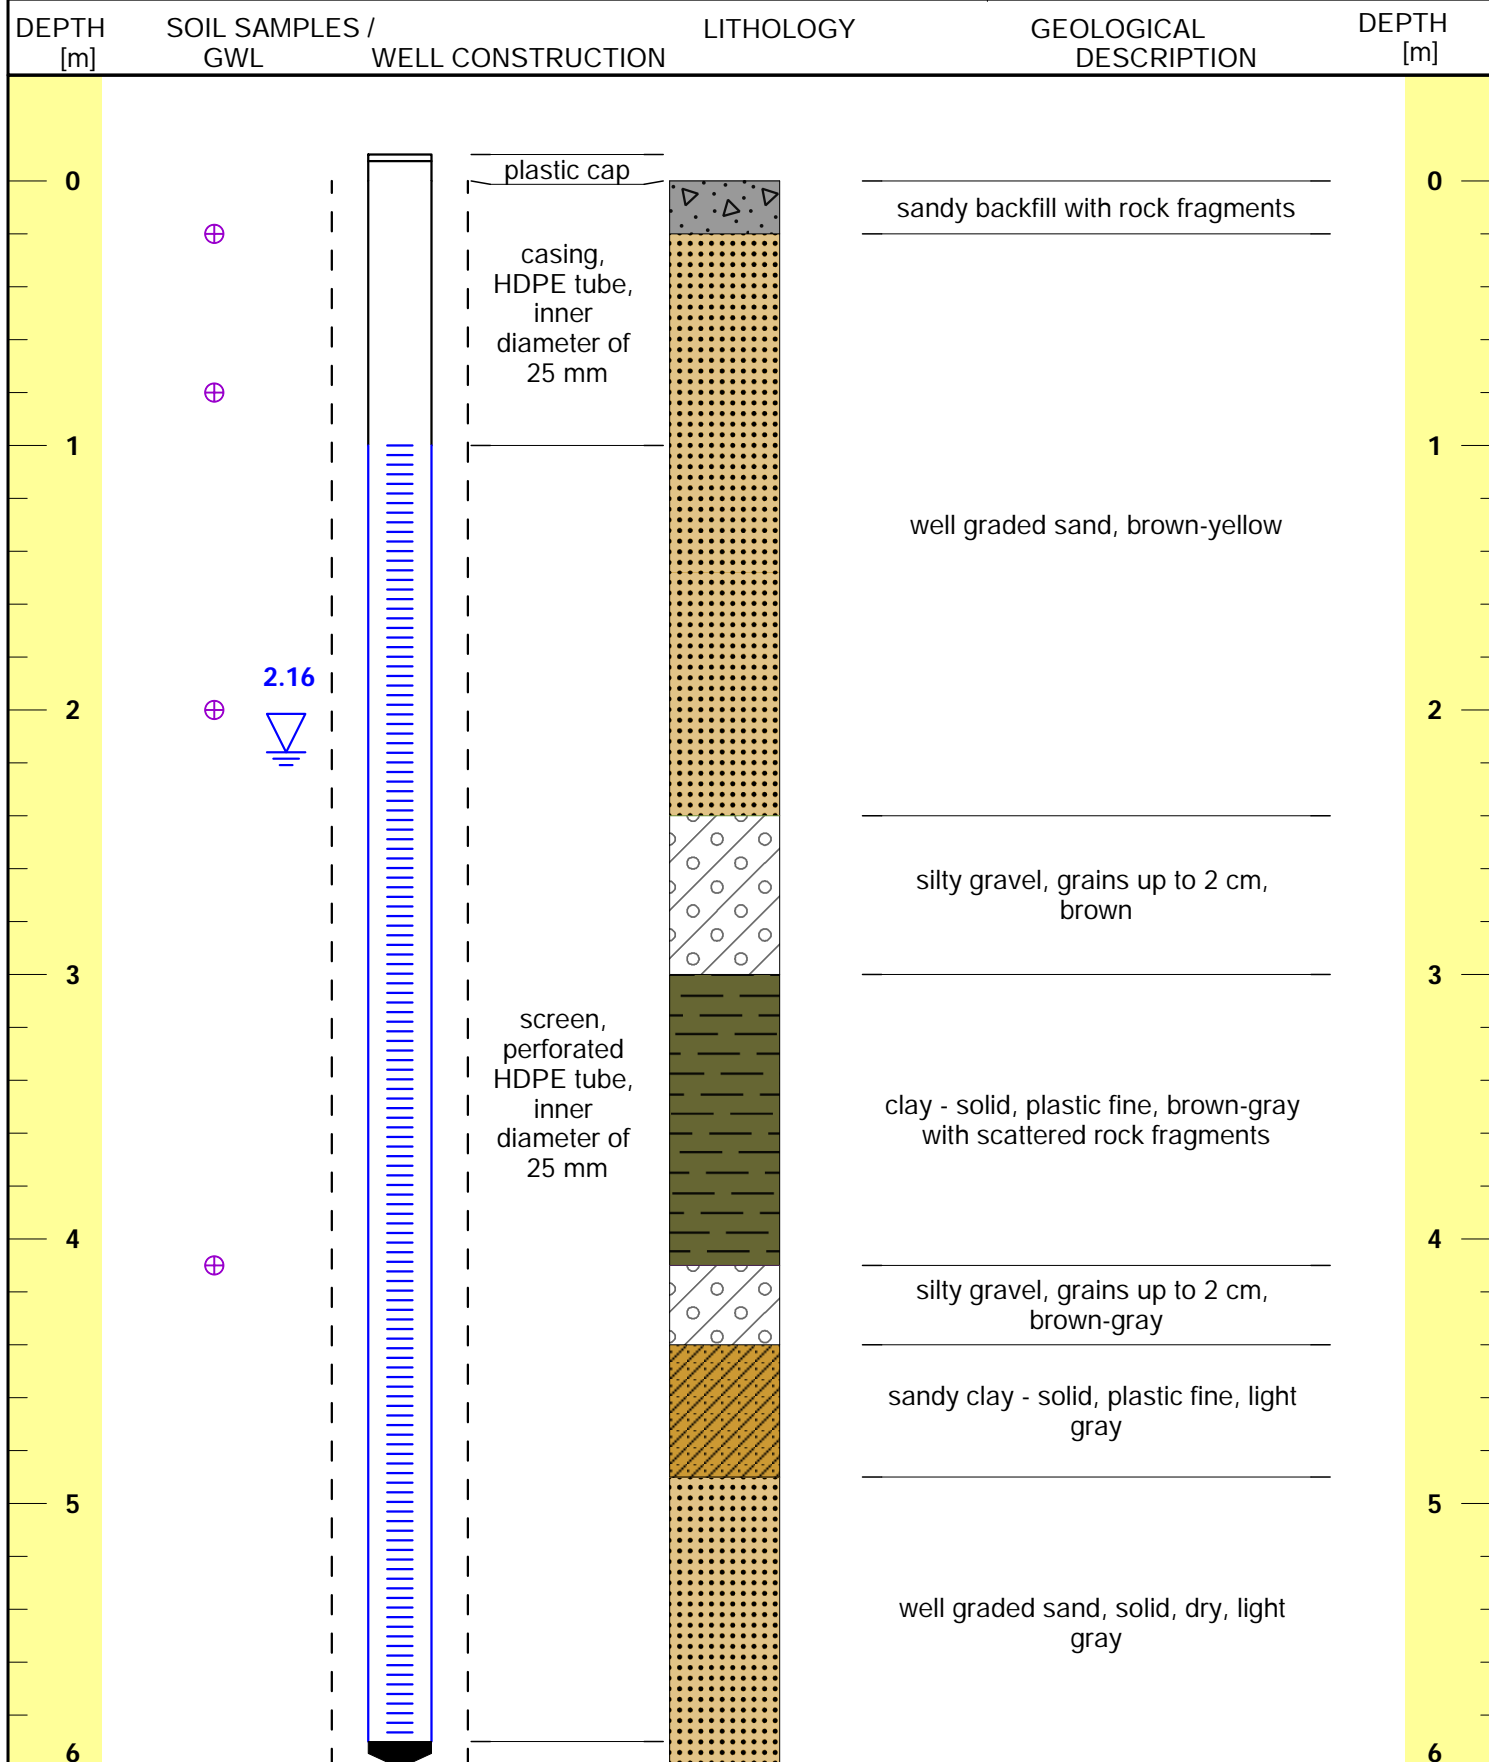 DEPTH
[m]
SOIL SAMPLES /
GWL
WELL CONSTRUCTION
LITHOLOGY
GEOLOGICAL
DESCRIPTION
DEPTH
[m]
0
plastic cap
sandy backfill with rock fragments
0
casing,
HDPE tube,
inner
diameter of
25 mm
1
1
well graded sand, brown-yellow
2.16
2
2
silty gravel, grains up to 2 cm,
brown
3
3
screen,
perforated
HDPE tube,
inner
diameter of
25 mm
clay - solid, plastic fine, brown-gray
with scattered rock fragments
4
4
silty gravel, grains up to 2 cm,
brown-gray
sandy clay - solid, plastic fine, light
gray
5
5
well graded sand, solid, dry, light
gray
6
6